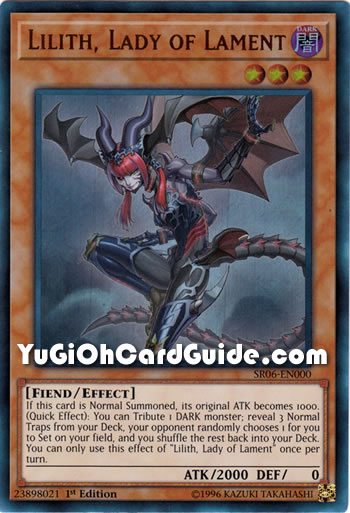 LILITH, LADY OF LAMENT
DARK
闇
YuGiOhCardGuide.com
SR06-EN000
[FIEND/EFFECT]
If this card is Normal Summoned, its original ATK becomes 1000.
(Quick Effect): You can Tribute 1 DARK monster; reveal 3 Normal
Traps from your Deck, your opponent randomly chooses 1 for you
to Set on your field, and you shuffle the rest back into your Deck.
You can only use this effect of "Lilith, Lady of Lament" once per
turn.
ATK/2000 DEF/ 0
23898021 1st Edition ©1996 KAZUKI TAKAHASHI